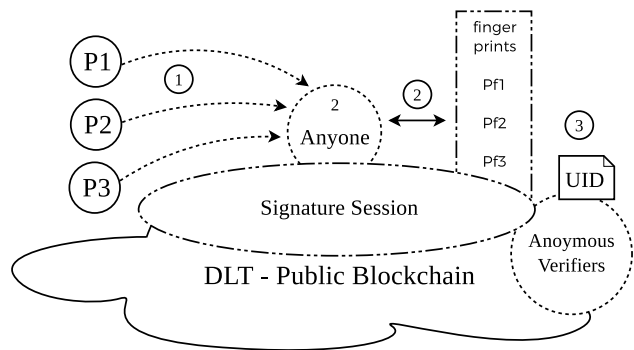 P1
1
P2
P3
2
Anyone
2
finger
prints
Pf1
Pf2
Pf3
3
UID
Signature Session
Anoymous
Verifiers
DLT - Public Blockchain